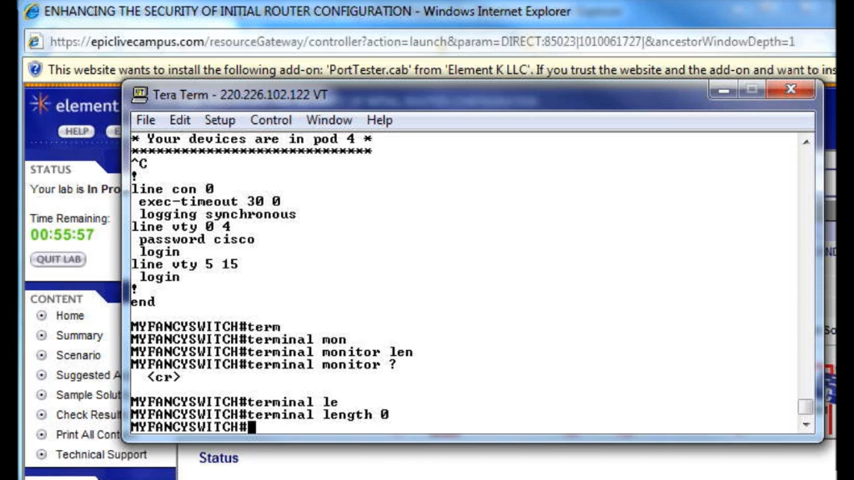 ENHANCING THE SECURITY OF INITIAL ROUTER CONFIGURATION - Windows Internet Explorer
https://epiclivecampus.com/resourceGateway/controller?action=launch&param=DIRECT:85023|1010061727|&ancestorWindowDepth=1
This website wants to install the following add-on: 'PortTester.cab' from 'Element K LLC'. If you trust the website and the add-on and want to ins
element
HELP
STATUS
Your lab is In Pro
Time Remaining:
00:55:57
QUIT LAB
CONTENT
Home
Summary
Scenario
Suggested A
Sample Solut
Check Result
Print All Cont
Technical Support
Tera Term - 220.226.102.122 VT
File Edit Setup Control Window Help
* Your devices are in pod 4 *
*****************************
^C
!
line con 0
exec-timeout 30 0
logging synchronous
line vty 0 4
password cisco
login
line vty 5 15
login
!
end
MYFANCYSWITCH#term
MYFANCYSWITCH#terminal mon
MYFANCYSWITCH#terminal monitor len
MYFANCYSWITCH#terminal monitor ?
<cr>
MYFANCYSWITCH#terminal le
MYFANCYSWITCH#terminal length 0
MYFANCYSWITCH#
Status